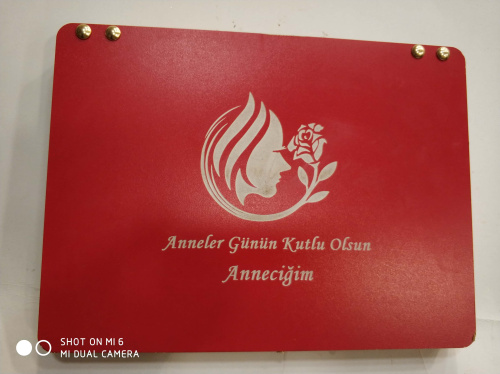 Anneler Günün Kutlu Olsun
Anneciğim
SHOT ON MI 6
MI DUAL CAMERA